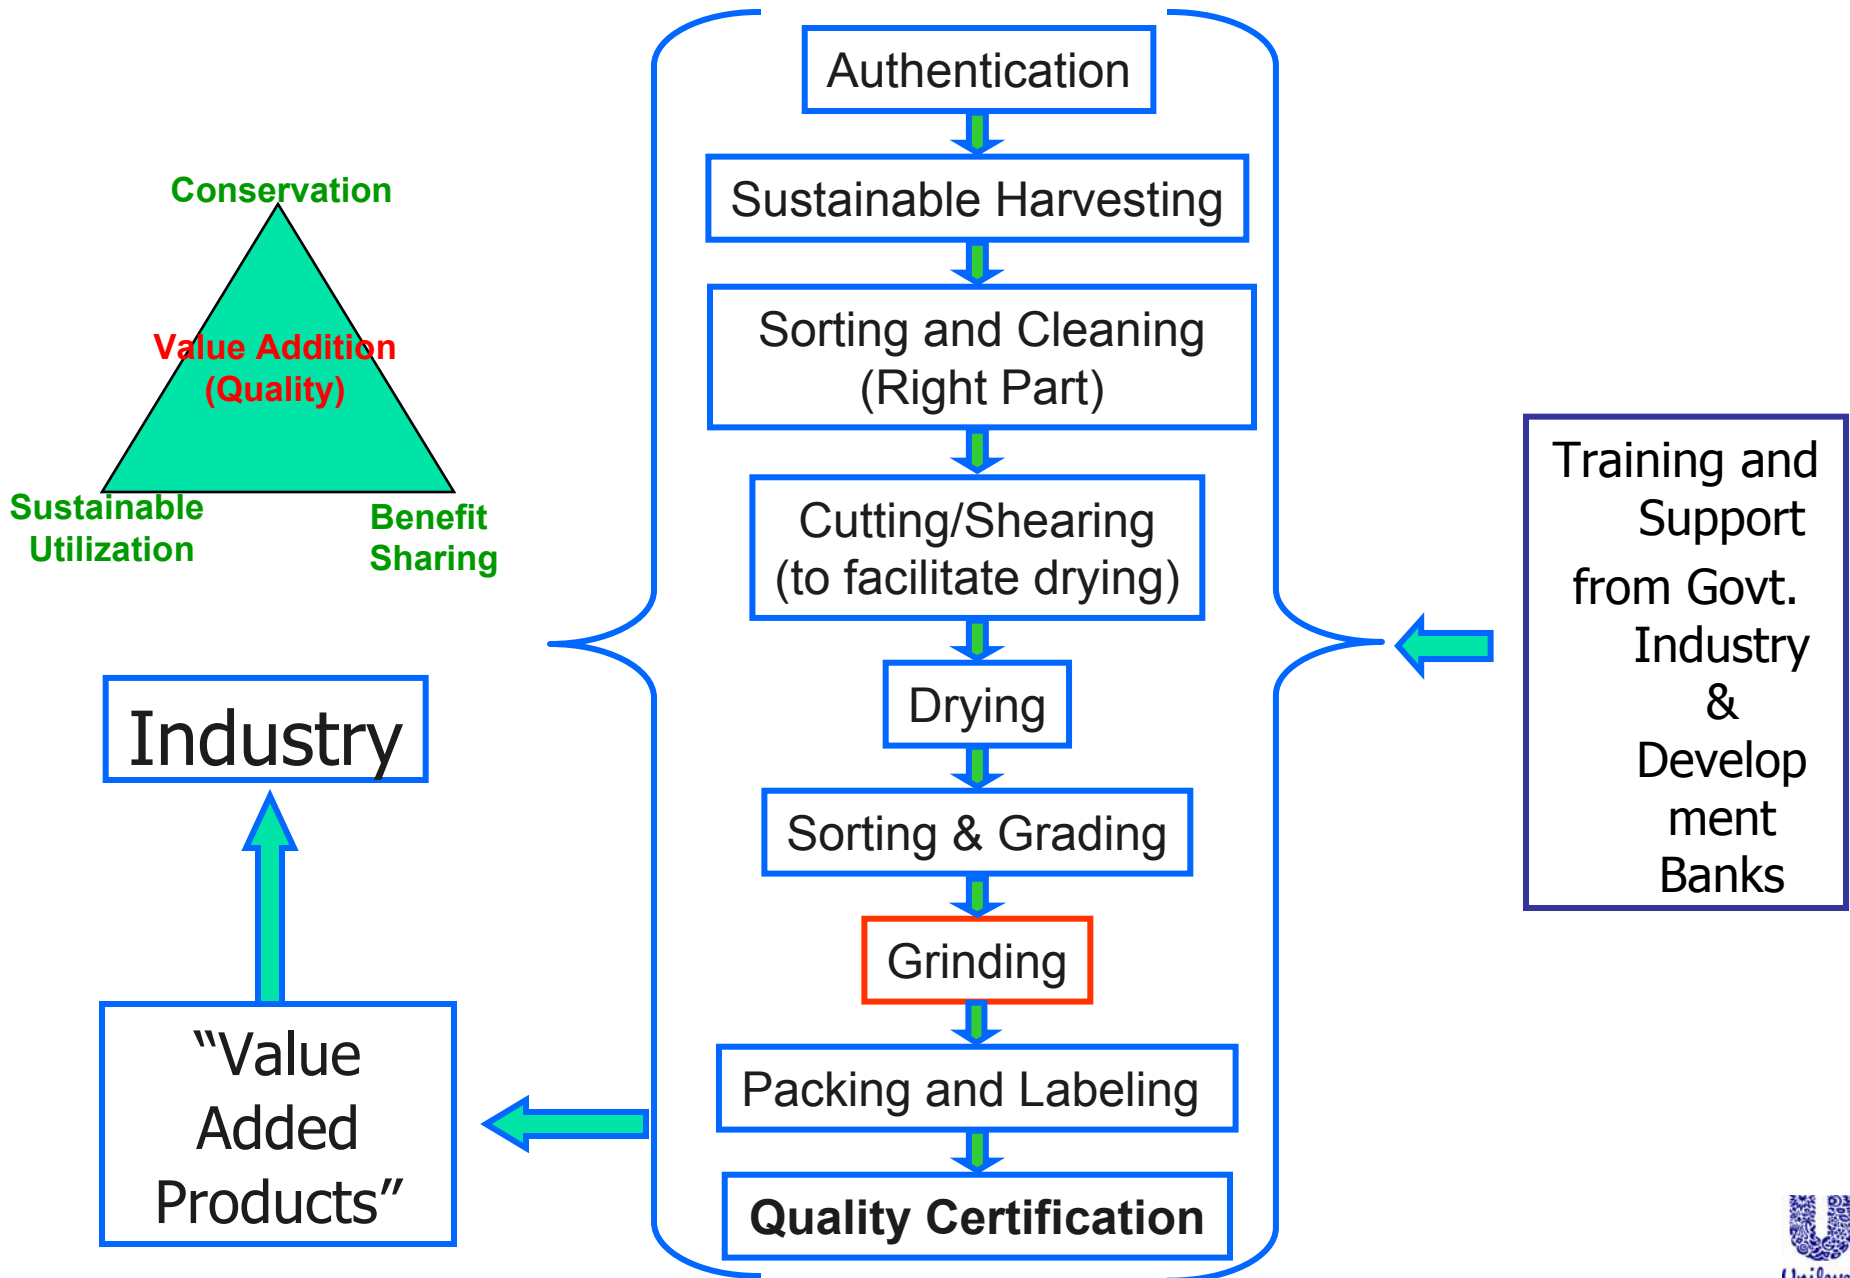 Authentication
Sustainable Harvesting
Sorting and Cleaning
(Right Part)
Cutting/Shearing
(to facilitate drying)
Drying
Sorting & Grading
Grinding
Packing and Labeling
Quality Certification
Conservation
Value Addition
(Quality)
Sustainable
Utilization
Benefit
Sharing
Industry
“Value
Added
Products”
Training and
Support
from Govt.
Industry
&
Develop
ment
Banks